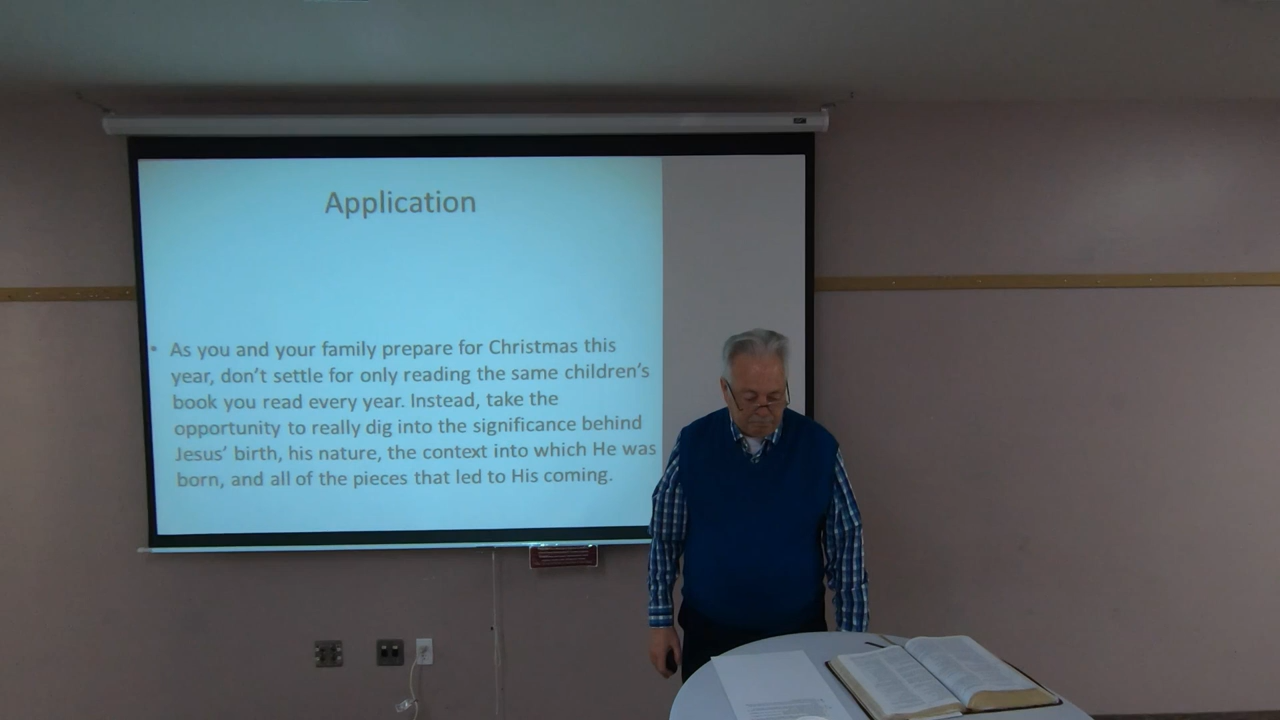 Application
• As you and your family prepare for Christmas this
year, don't settle for only reading the same children's
book you read every year. Instead, take the
opportunity to really dig into the significance behind
Jesus' birth, his nature, the context into which He was
born, and all of the pieces that led to His coming.